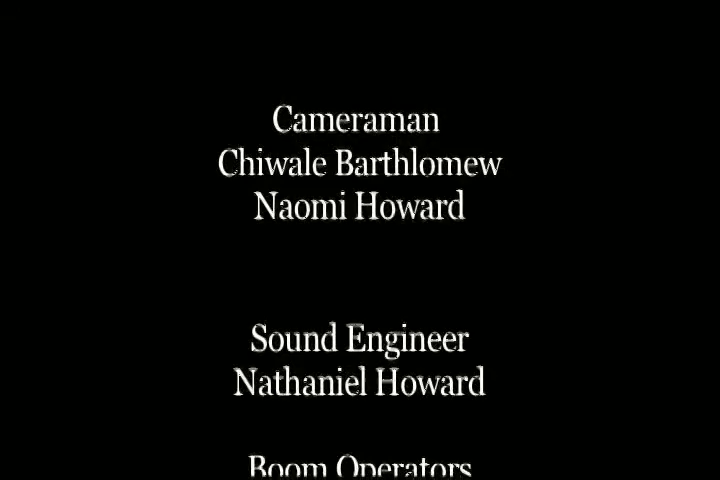 Cameraman
Chiwale Barthlomew
Naomi Howard
Sound Engineer
Nathaniel Howard
Boom Operators